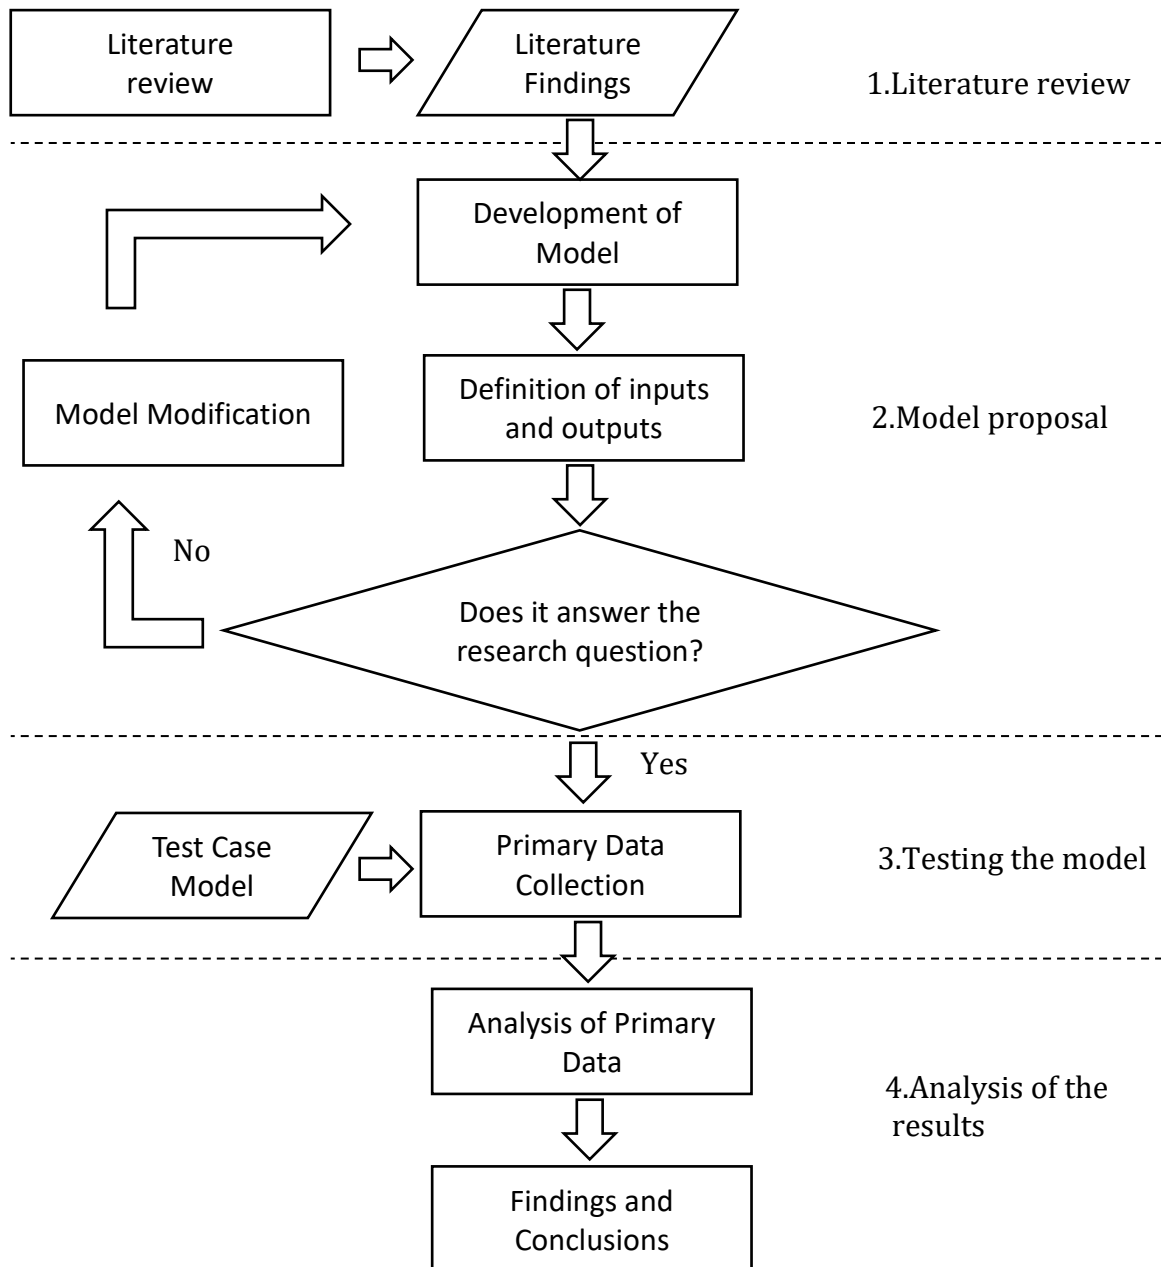 Literature
review
Literature
Findings
1.Literature review
Development of
Model
Model Modification
Definition of inputs
and outputs
2.Model proposal
No
Does it answer the
research question?
Yes
Test Case
Model
Primary Data
Collection
3.Testing the model
Analysis of Primary
Data
4.Analysis of the
results
Findings and
Conclusions